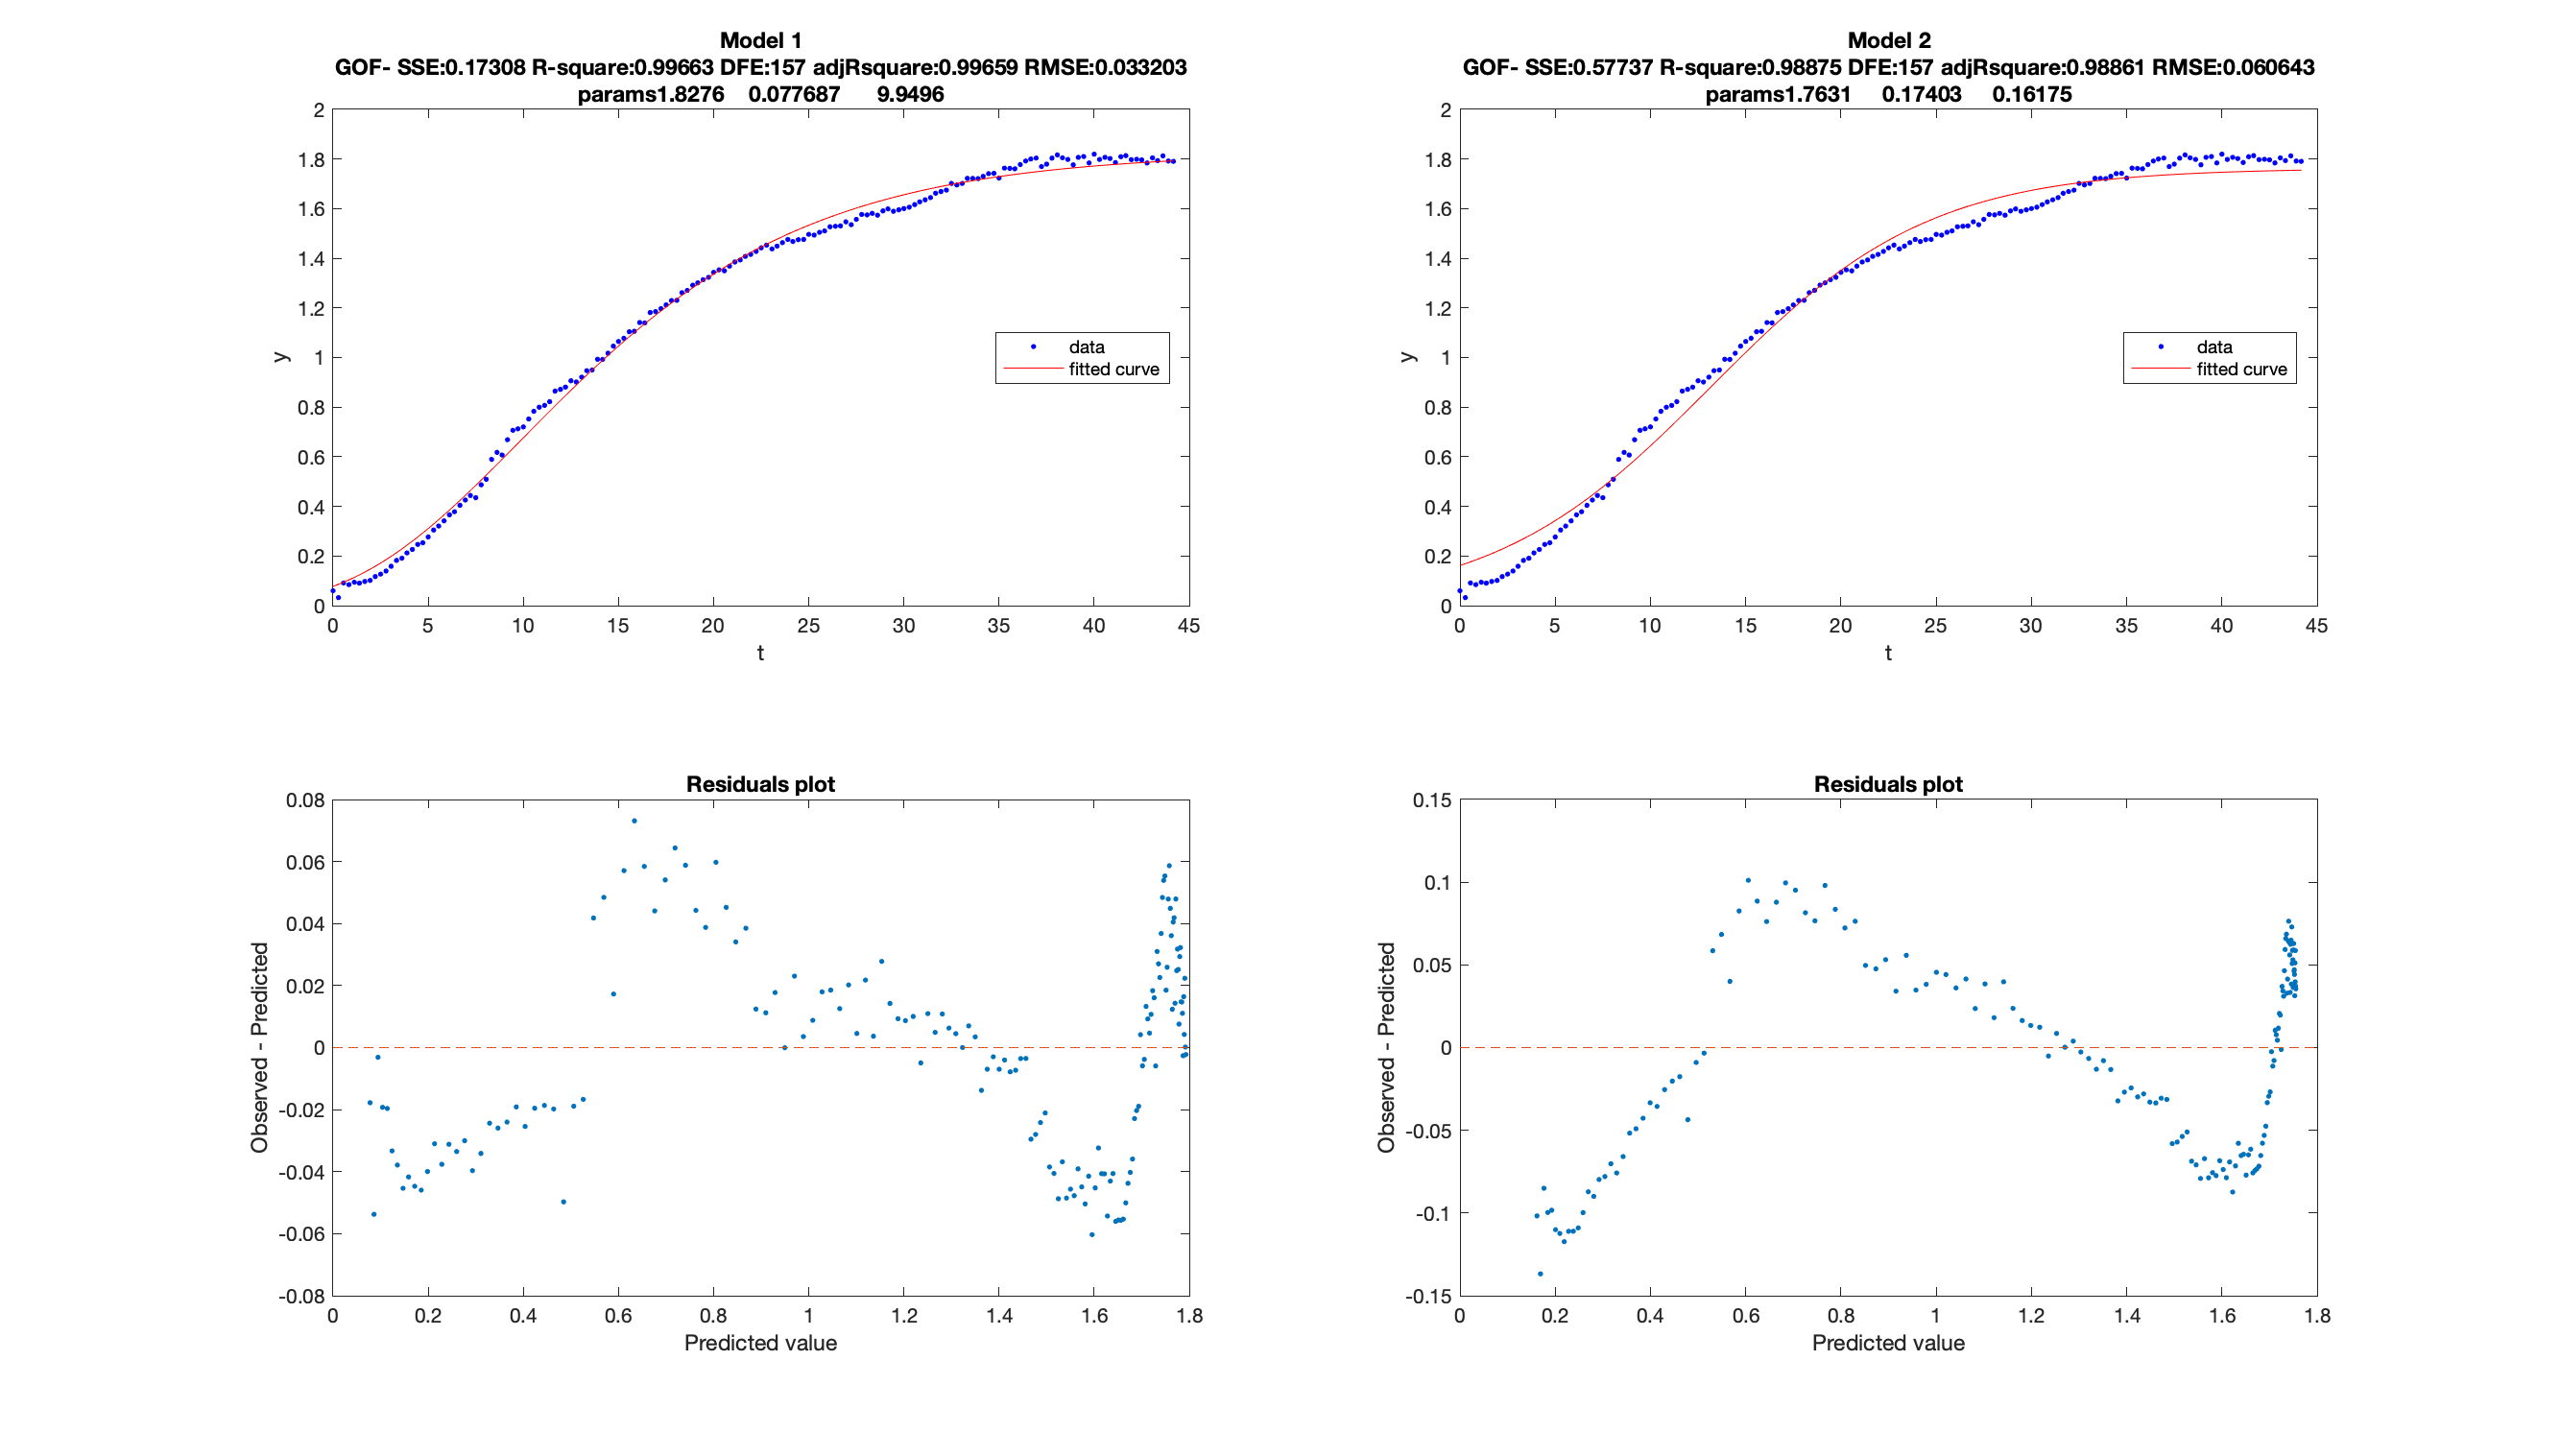 Model 1
GOF- SSE:0.17308 R-square:0.99663 DFE:157 adjRsquare:0.99659 RMSE:0.033203
params1.8276 0.077687 9.9496
2
1.8
1.6
1.4
1.2
1
0.8
0.6
0.4
0.2
0
y
data
fitted curve
0 5 10 15 20 25 30 35 40 45
t
Model 2
GOF- SSE:0.57737 R-square:0.98875 DFE:157 adjRsquare:0.98861 RMSE:0.060643
params1.7631 0.17403 0.16175
2
1.8
1.6
1.4
1.2
1
0.8
0.6
0.4
0.2
0
y
data
fitted curve
0 5 10 15 20 25 30 35 40 45
t
Residuals plot
0.08
0.06
0.04
0.02
0
-0.02
-0.04
-0.06
-0.08
Observed - Predicted
0 0.2 0.4 0.6 0.8 1 1.2 1.4 1.6 1.8
Predicted value
Residuals plot
0.15
0.1
0.05
0
-0.05
-0.1
-0.15
Observed - Predicted
0 0.2 0.4 0.6 0.8 1 1.2 1.4 1.6 1.8
Predicted value